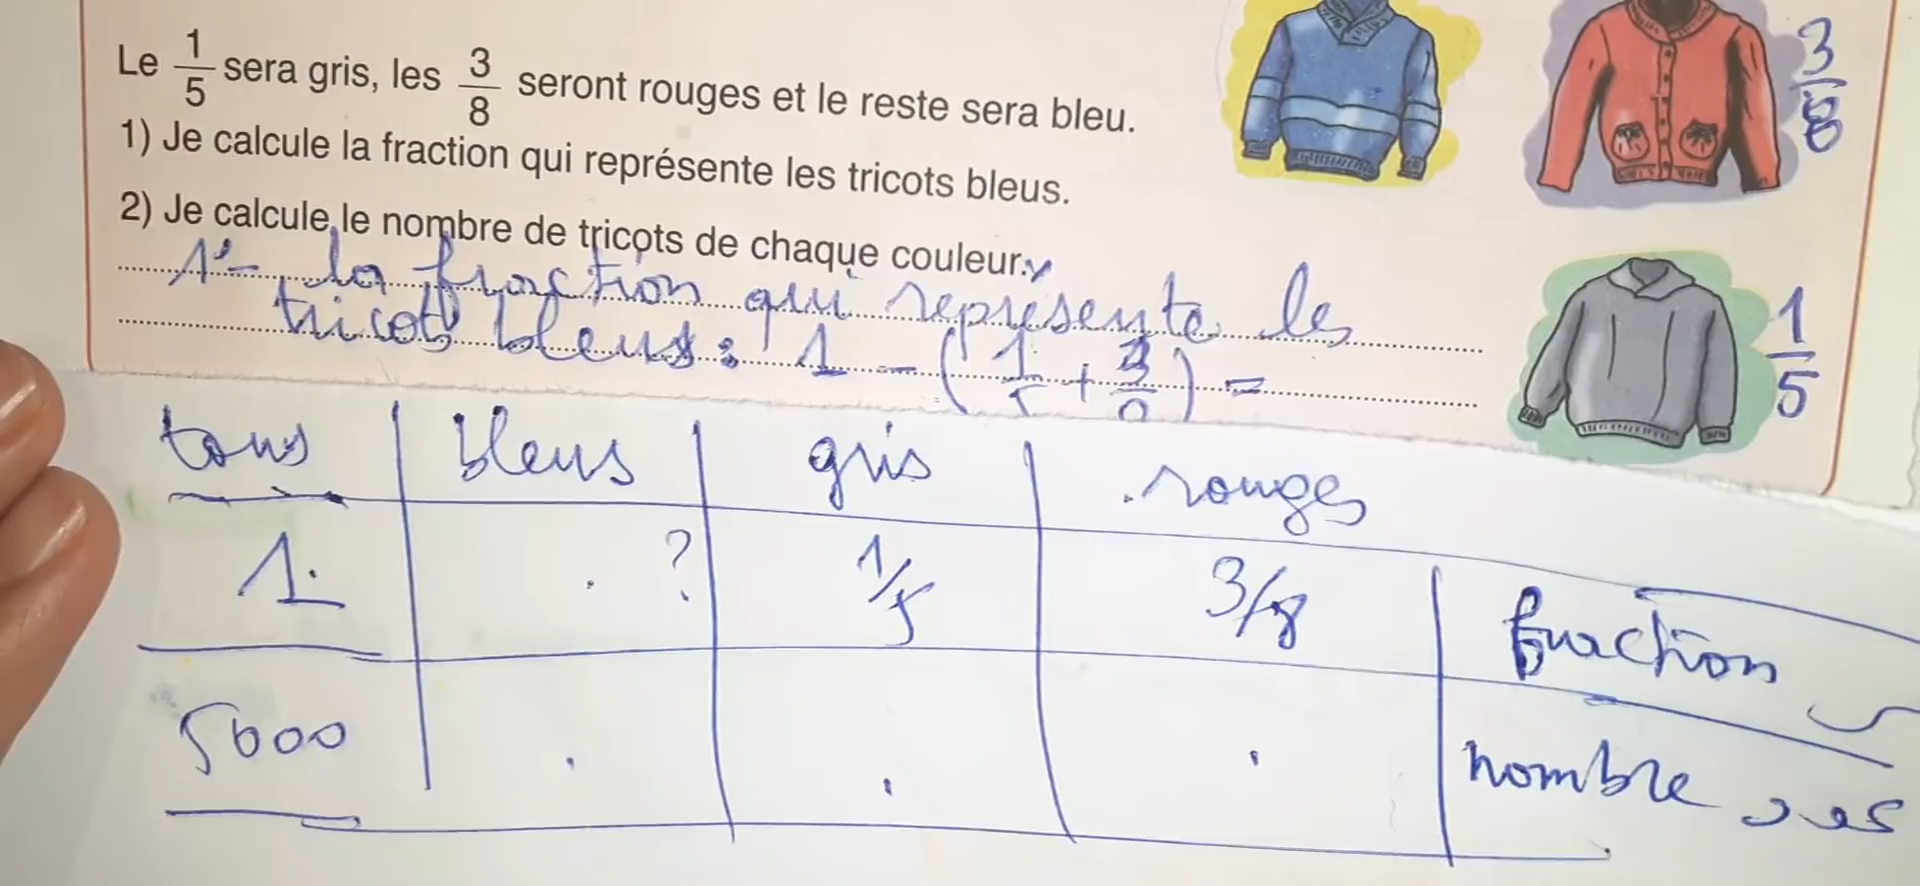 Le 1/5 sera gris, les 3/8 seront rouges et le reste sera bleu.
1) Je calcule la fraction qui représente les tricots bleus.
2) Je calcule le nombre de tricots de chaque couleur.
3/8
1/5
1°- la fraction qui représente les
tricots bleus : 1 - (1/5 + 3/8) =
tous bleus gris rouges
1 ? 1/5 3/8 fraction
5000 nombre